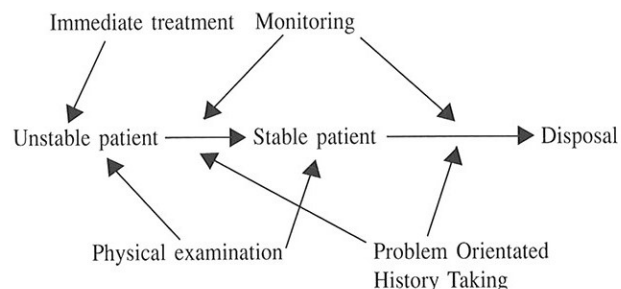 Immediate treatment Monitoring
Unstable patient Stable patient Disposal
Physical examination Problem Orientated
History Taking